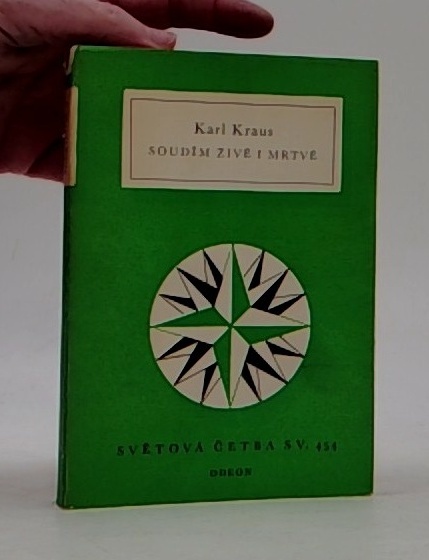 Karl Kraus
SOUDÍM ŽIVÉ I MRTVÉ
SVĚTOVÁ ČETBA SV. 454
ODEON